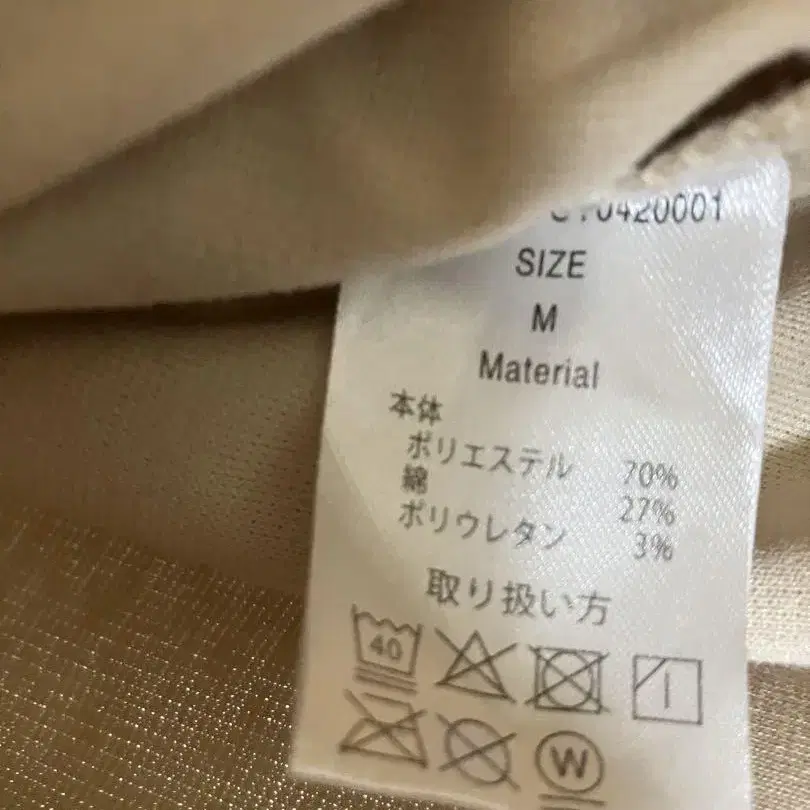 0420001
SIZE
M
Material
本体
ポリエステル 70%
綿 27%
ポリウレタン 3%
取り扱い方
40
W